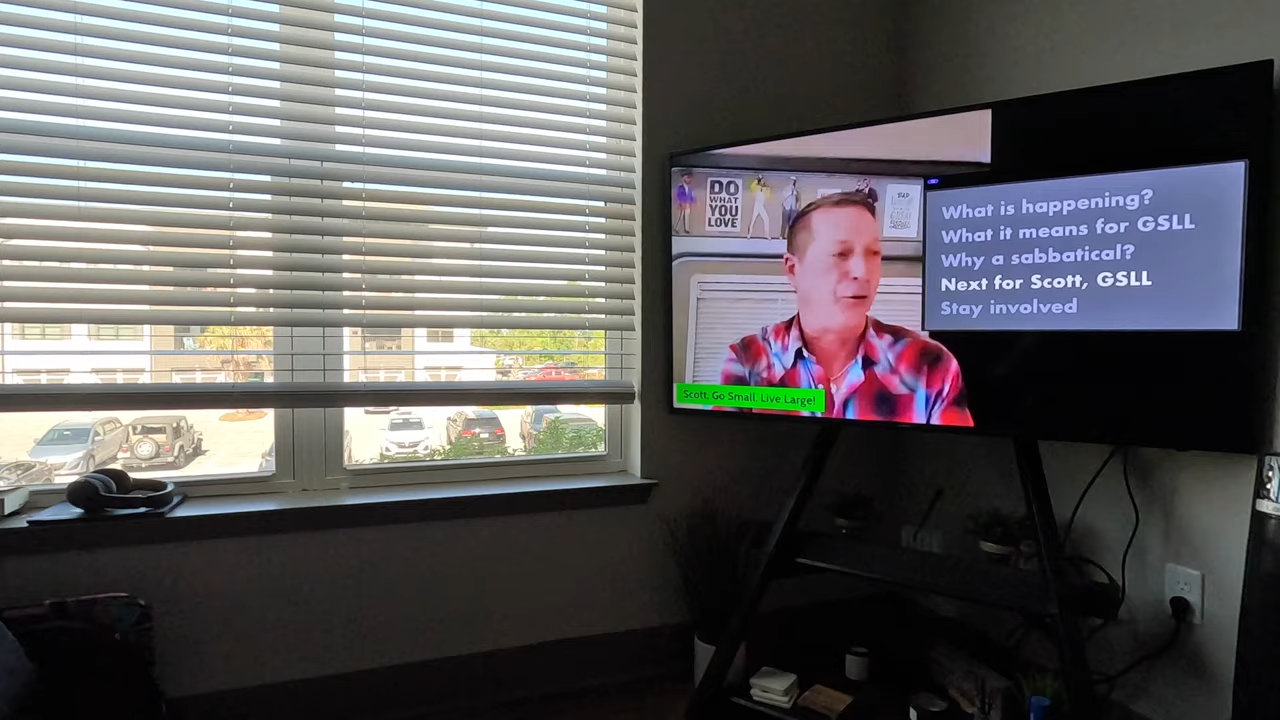 DO
WHAT
YOU
LOVE
What is happening?
What it means for GSLL
Why a sabbatical?
Next for Scott, GSLL
Stay involved
Scott, Go Small, Live Large!